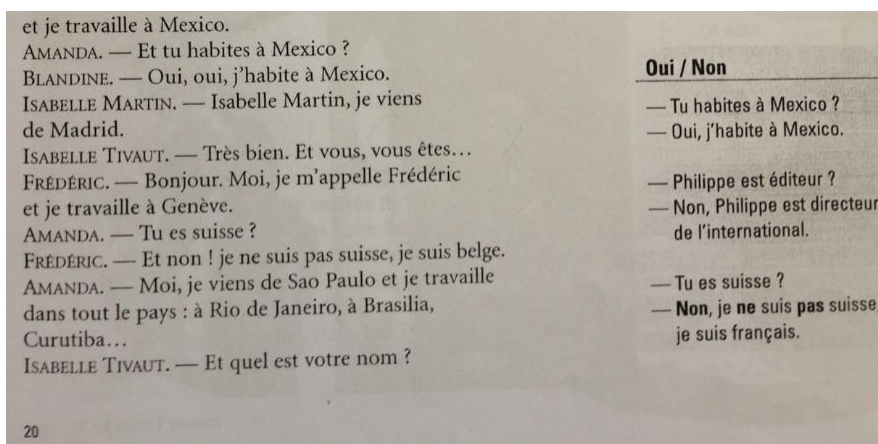 et je travaille à Mexico.
AMANDA. — Et tu habites à Mexico ?
BLANDINE. — Oui, oui, j'habite à Mexico.
ISABELLE MARTIN. — Isabelle Martin, je viens
de Madrid.
ISABELLE TIVAUT. — Très bien. Et vous, vous êtes...
FRÉDÉRIC. — Bonjour. Moi, je m'appelle Frédéric
et je travaille à Genève.
AMANDA. — Tu es suisse ?
FRÉDÉRIC. — Et non ! je ne suis pas suisse, je suis belge.
AMANDA. — Moi, je viens de Sao Paulo et je travaille
dans tout le pays : à Rio de Janeiro, à Brasilia,
Curutiba...
ISABELLE TIVAUT. — Et quel est votre nom ?
20
Oui / Non
— Tu habites à Mexico ?
— Oui, j'habite à Mexico.
— Philippe est éditeur ?
— Non, Philippe est directeur
de l'international.
— Tu es suisse ?
— Non, je ne suis pas suisse,
je suis français.